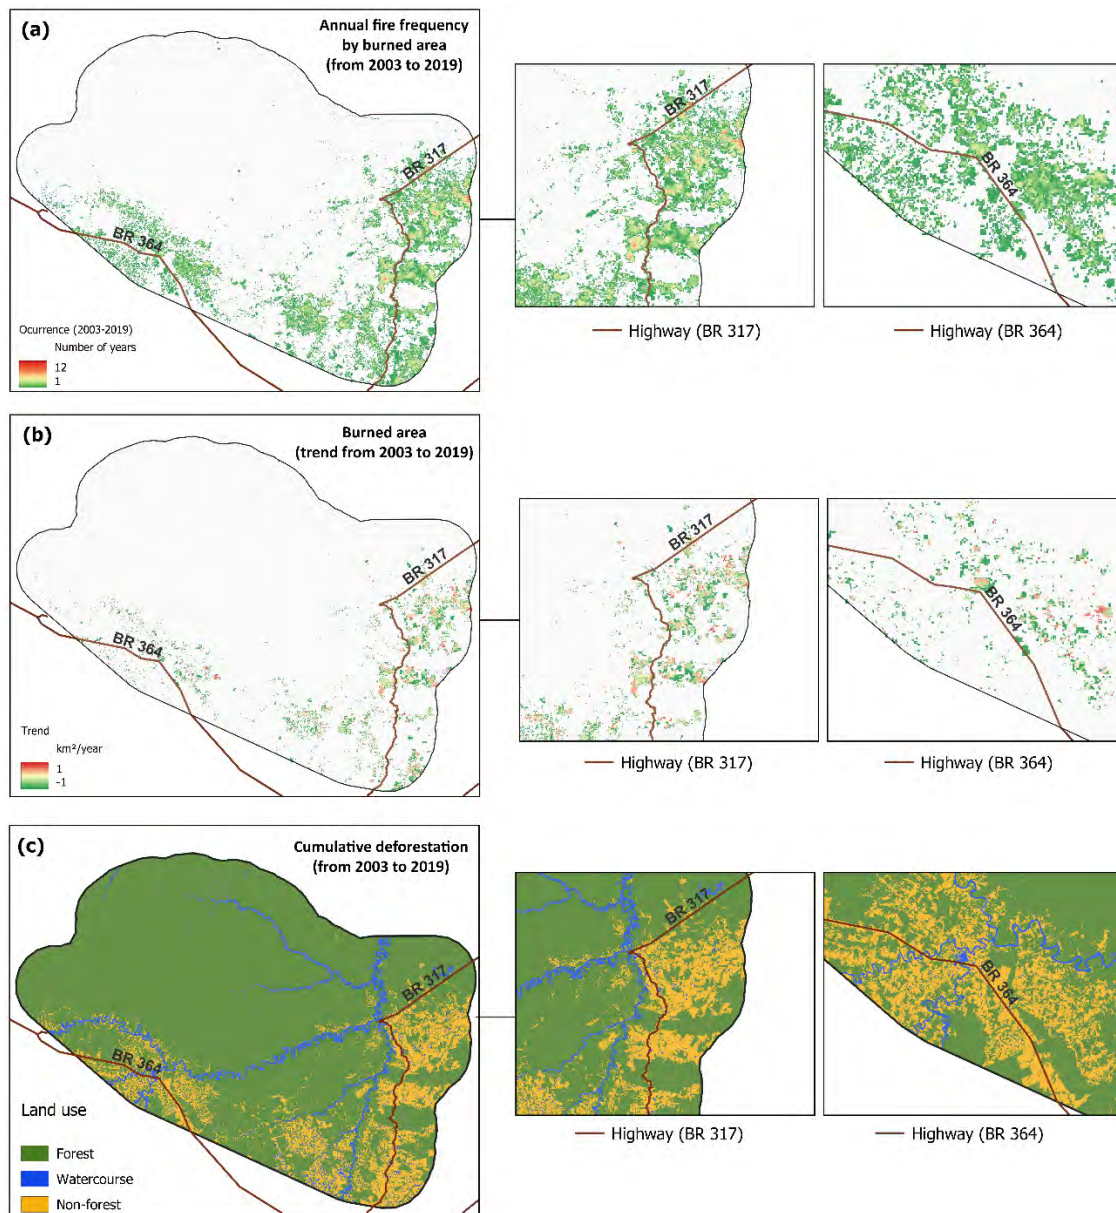 (a)
Annual fire frequency
by burned area
(from 2003 to 2019)
BR 317
BR 364
Ocurrence (2003-2019)
Number of years
12
1
BR 317
Highway (BR 317)
BR 364
Highway (BR 364)
(b)
Burned area
(trend from 2003 to 2019)
BR 317
BR 364
Trend
km²/year
1
-1
BR 317
Highway (BR 317)
BR 364
Highway (BR 364)
(c)
Cumulative deforestation
(from 2003 to 2019)
BR 317
BR 364
Land use
Forest
Watercourse
Non-forest
BR 317
Highway (BR 317)
BR 364
Highway (BR 364)